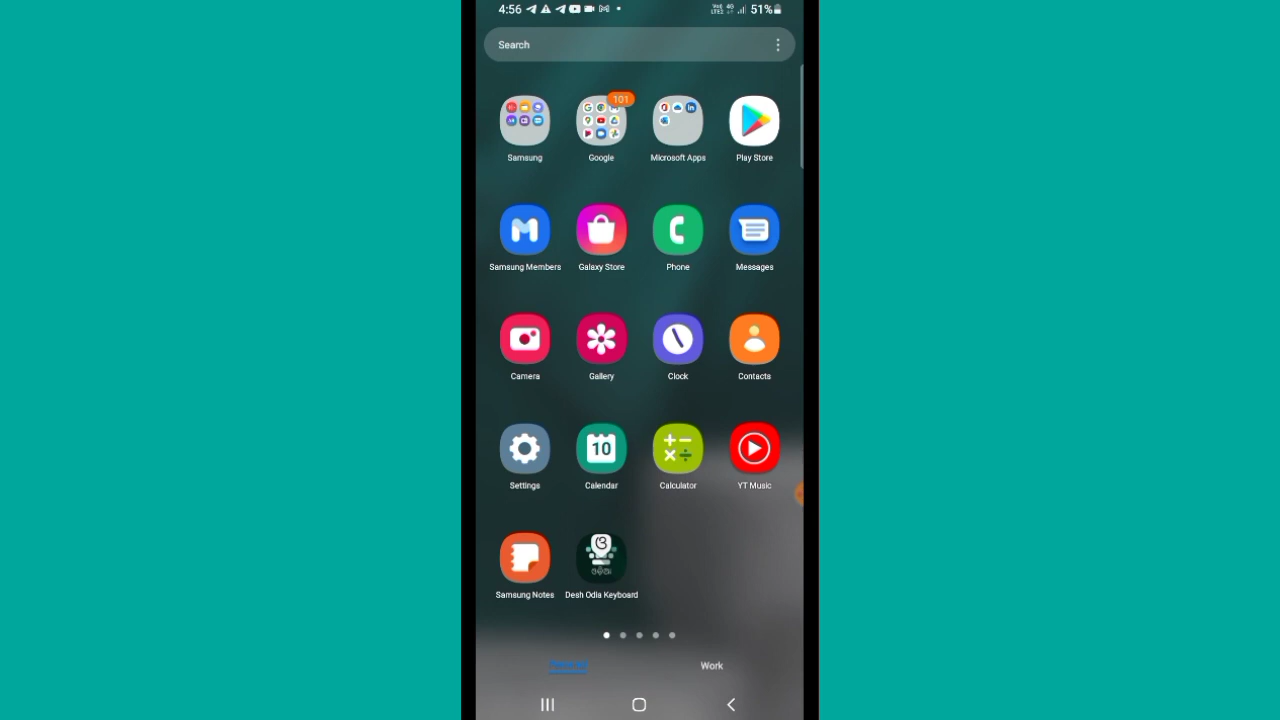 4:56 51%
Search
101
Samsung Google Microsoft Apps Play Store
Samsung Members Galaxy Store Phone Messages
Camera Gallery Clock Contacts
10
Settings Calendar Calculator YT Music
Samsung Notes Desh Odia Keyboard
Work